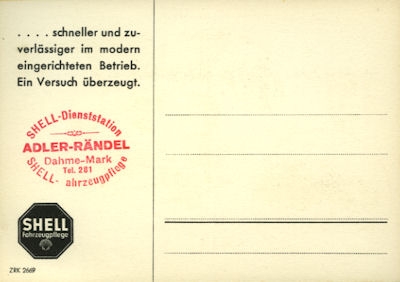 . . . . schneller und zu-
verlässiger im modern
eingerichteten Betrieb.
Ein Versuch überzeugt.
SHELL-Dienststation
ADLER-RÄNDEL
Dahme-Mark
Tel. 281
SHELL- ahrzeugpflege
SHELL
Fahrzeugpflege
ZRK 2669